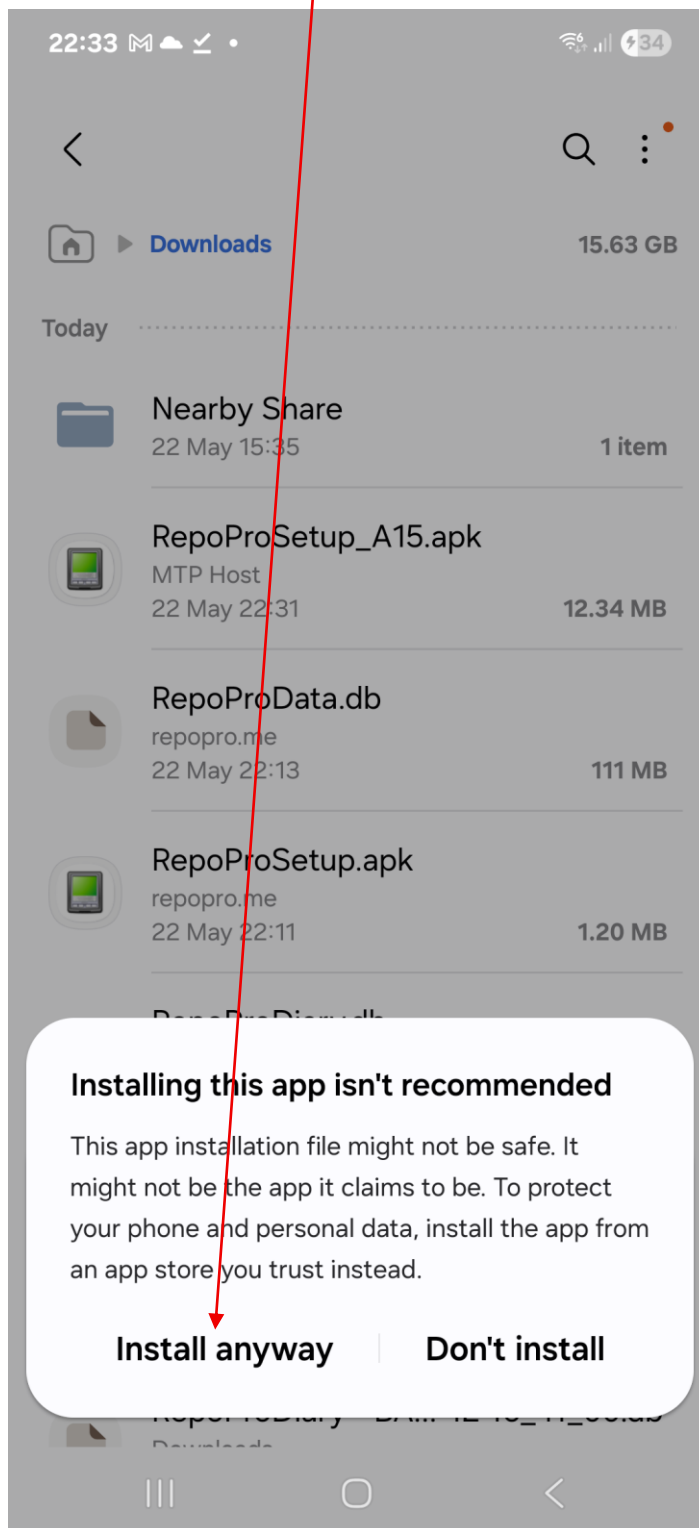 22:33
34
Downloads 15.63 GB
Today
Nearby Share
22 May 15:35 1 item
RepoProSetup_A15.apk
MTP Host
22 May 22:31 12.34 MB
RepoProData.db
repopro.me
22 May 22:13 111 MB
RepoProSetup.apk
repopro.me
22 May 22:11 1.20 MB
RepoProDiary.db
Installing this app isn't recommended
This app installation file might not be safe. It
might not be the app it claims to be. To protect
your phone and personal data, install the app from
an app store you trust instead.
Install anyway Don't install
Downloads